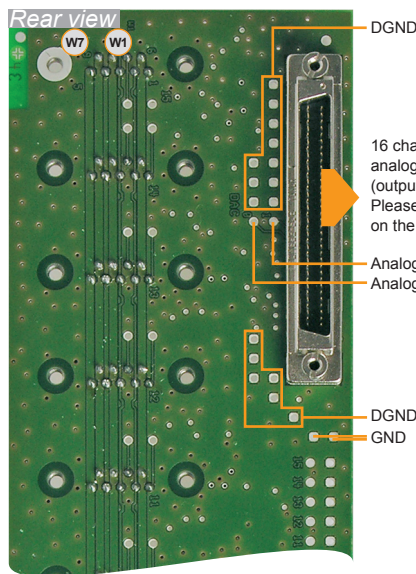 Rear view
W7 W1
DGND
16 cha
analog
(outpu
Please
on the
Analog
Analog
DGND
GND